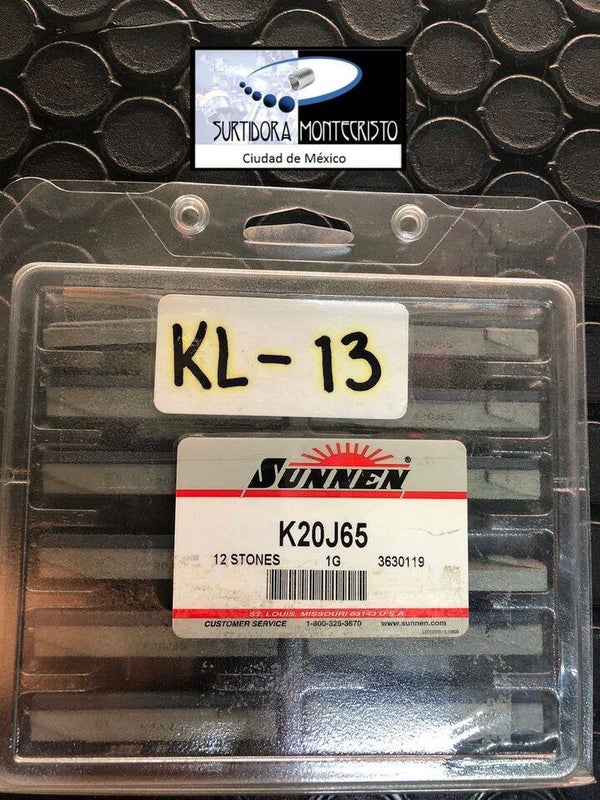 SURTIDORA MONTECRISTO
Ciudad de México
KL-13
SUNNEN®
K20J65
12 STONES 1G 3630119
ST. LOUIS, MISSOURI 63143 U.S.A.
CUSTOMER SERVICE 1-800-325-3670 www.sunnen.com
K20J65